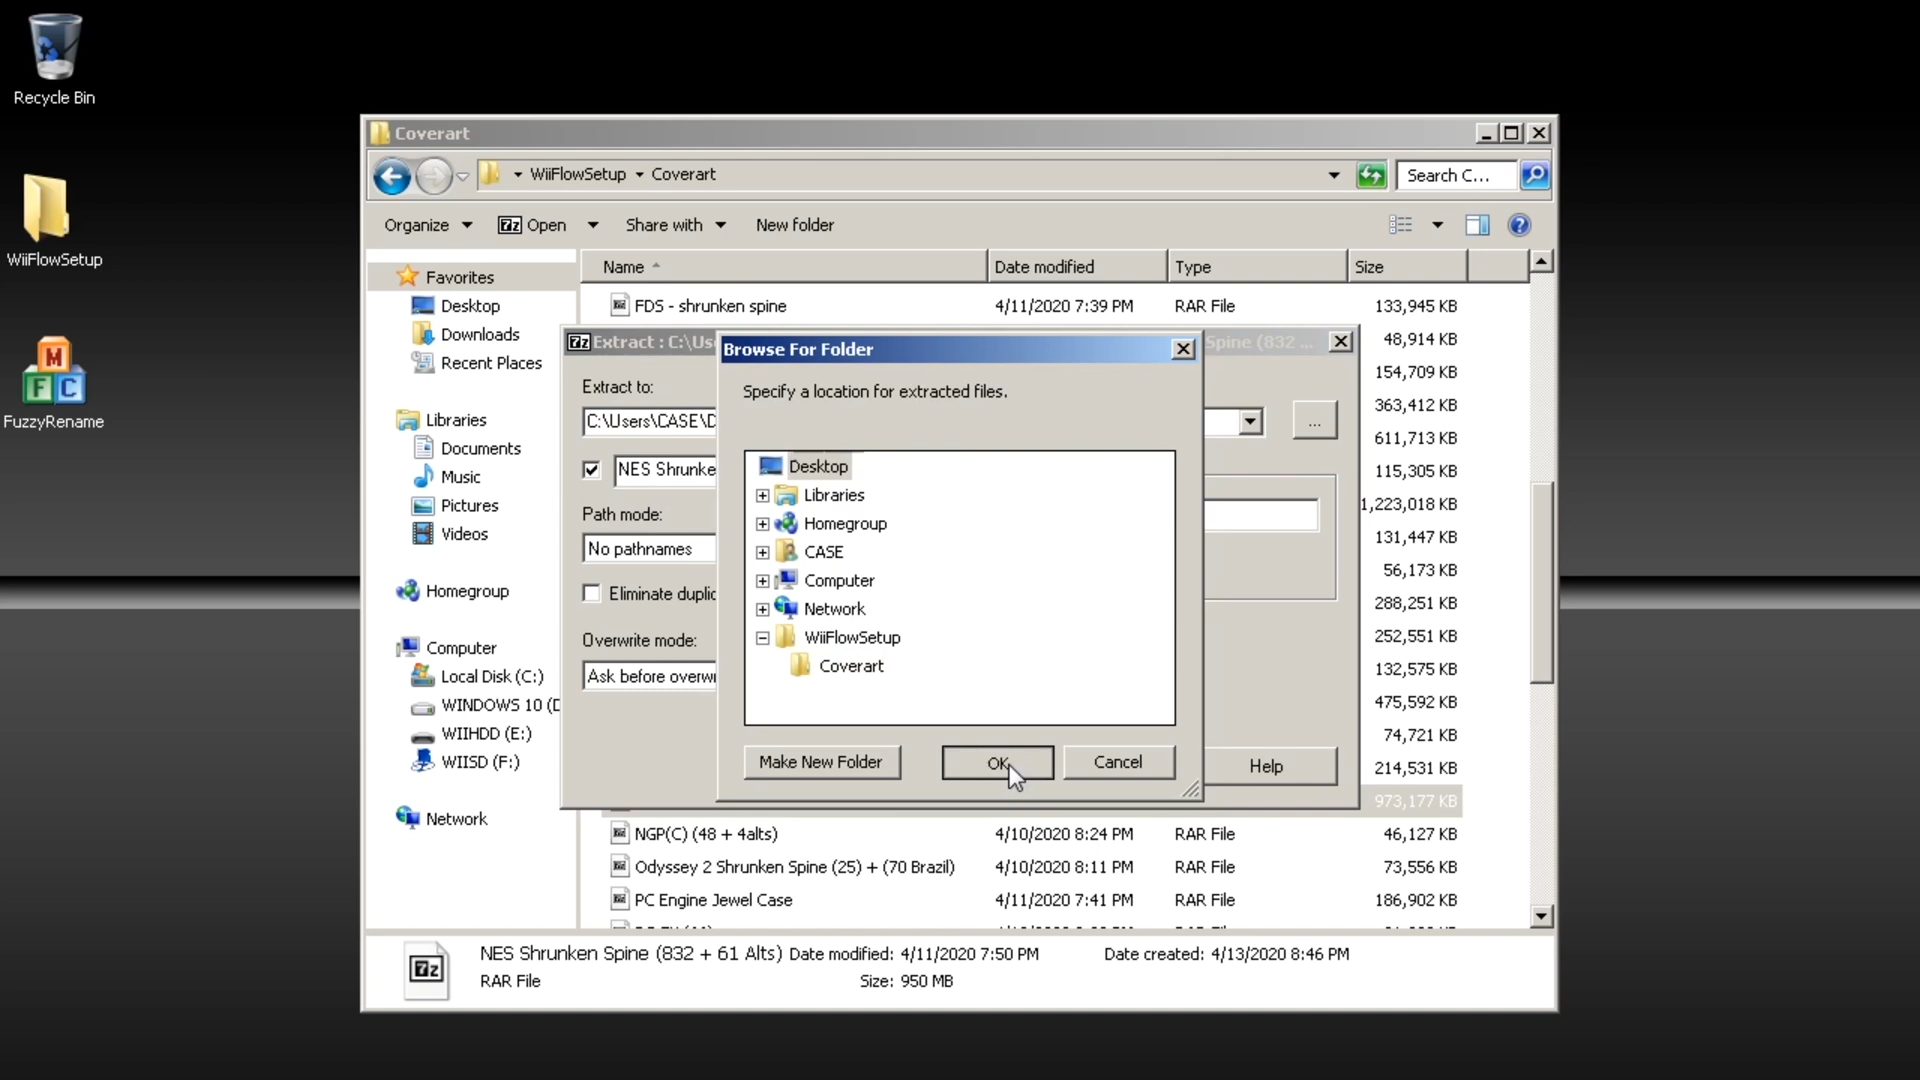 Recycle Bin
WiiFlowSetup
FuzzyRename
Coverart
WiiFlowSetup Coverart
Search C...
Organize
7z Open
Share with
New folder
Name
Date modified
Type
Size
Favorites
Desktop
Downloads
Recent Places
Libraries
Documents
Music
Pictures
Videos
Homegroup
Computer
Local Disk (C:)
WINDOWS 10 (D
WIIHDD (E:)
WIISD (F:)
Network
FDS - shrunken spine 4/11/2020 7:39 PM RAR File 133,945 KB
48,914 KB
154,709 KB
363,412 KB
611,713 KB
115,305 KB
1,223,018 KB
131,447 KB
56,173 KB
288,251 KB
252,551 KB
132,575 KB
475,592 KB
74,721 KB
214,531 KB
973,177 KB
NGP(C) (48 + 4alts) 4/10/2020 8:24 PM RAR File 46,127 KB
Odyssey 2 Shrunken Spine (25) + (70 Brazil) 4/10/2020 8:11 PM RAR File 73,556 KB
PC Engine Jewel Case 4/11/2020 7:41 PM RAR File 186,902 KB
7z Extract : C:\Us
Spine (832 ...
Extract to:
C:\Users\CASE\D
...
NES Shrunke
Path mode:
No pathnames
Eliminate duplic
Overwrite mode:
Ask before overwr
Help
Browse For Folder
Specify a location for extracted files.
Desktop
Libraries
Homegroup
CASE
Computer
Network
WiiFlowSetup
Coverart
Make New Folder
OK
Cancel
NES Shrunken Spine (832 + 61 Alts) Date modified: 4/11/2020 7:50 PM Date created: 4/13/2020 8:46 PM
7z
RAR File Size: 950 MB